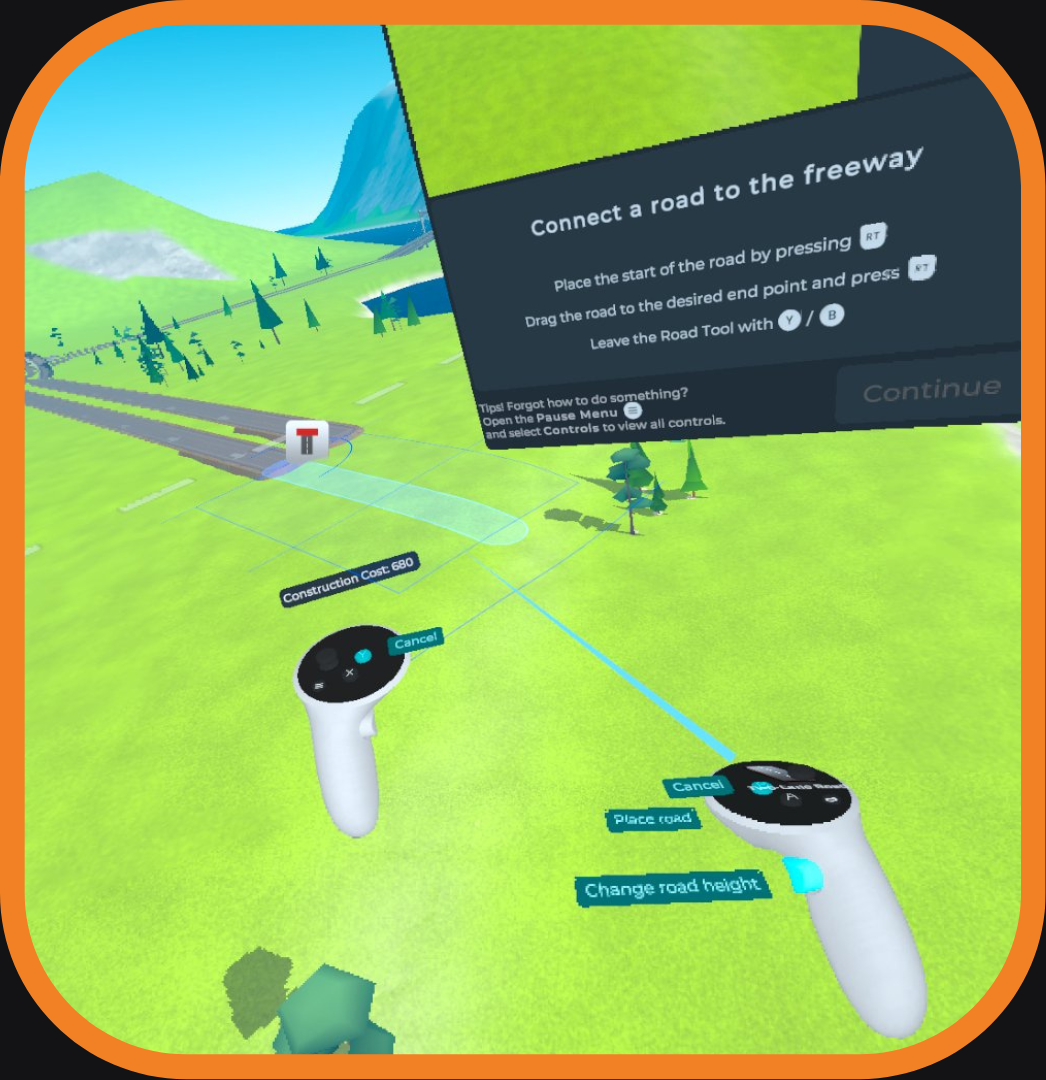 Connect a road to the freeway
Place the start of the road by pressing RT
Drag the road to the desired end point and press RT
Leave the Road Tool with Y / B
Tips! Forgot how to do something?
Open the Pause Menu
and select Controls to view all controls.
Continue
Construction Cost: 680
Cancel
Y
X
Cancel
Place road
Change road height
A